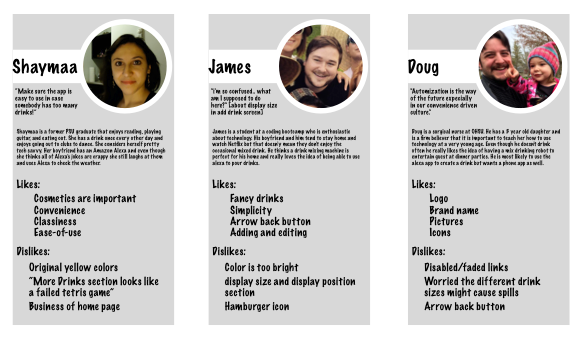 Shaymaa
"Make sure the app is
easy to use in case
somebody has too many
drinks!"
Shaymaa is a former PSU graduate that enjoys reading, playing
guitar, and eating out. She has a drink once every other day and
enjoys going out to clubs to dance. She considers herself pretty
tech savvy. Her boyfriend has an Amazon Alexa and even though
she thinks all of Alexa's jokes are crappy she still laughs at them
and uses Alexa to check the weather.
Likes:
Cosmetics are important
Convenience
Classiness
Ease-of-use
Dislikes:
Original yellow colors
"More Drinks section looks like
a failed tetris game"
Business of home page
James
"I'm so confused.. what
am I supposed to do
here?" (about display size
in add drink screen)
James is a student at a coding bootcamp who is enthusiastic
about technology. His boyfriend and him tend to stay home and
watch Netflix but that doesn't mean they don't enjoy the
occasional mixed drink. He thinks a drink mixing machine is
perfect for his home and really loves the idea of being able to use
alexa to pour drinks.
Likes:
Fancy drinks
Simplicity
Arrow back button
Adding and editing
Dislikes:
Color is too bright
display size and display position
section
Hamburger icon
Doug
"Automization is the way
of the future especially
in our convenience driven
culture."
Doug is a surgical nurse at OHSU. He has a 9 year old daughter and
is a firm believer that it is important to teach her how to use
technology at a very young age. Even though he doesn't drink
often he really likes the idea of having a mix drinking robot to
entertain guest at dinner parties. He is most likely to use the
alexa app to create a drink but wants a phone app as well.
Likes:
Logo
Brand name
Pictures
Icons
Dislikes:
Disabled/faded links
Worried the different drink
sizes might cause spills
Arrow back button